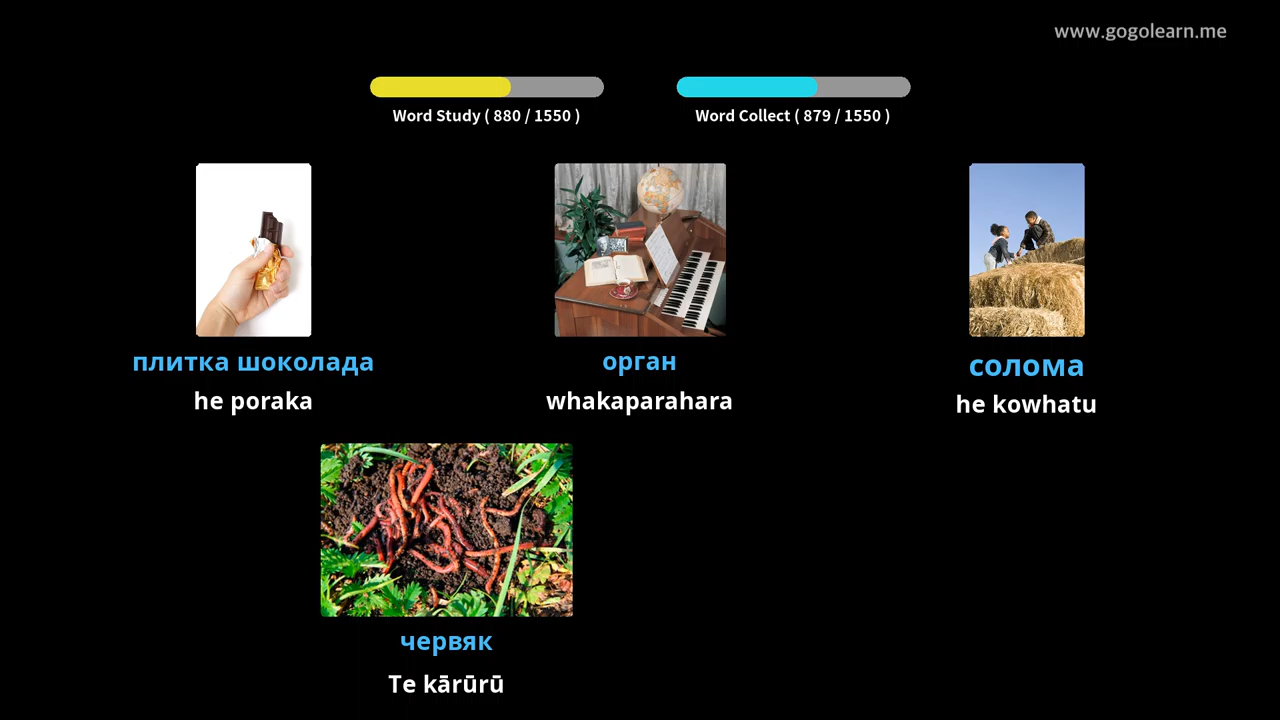 www.gogolearn.me
Word Study ( 880 / 1550 )
Word Collect ( 879 / 1550 )
плитка шоколада
he poraka
орган
whakaparahara
солома
he kowhatu
червяк
Te kārūrū